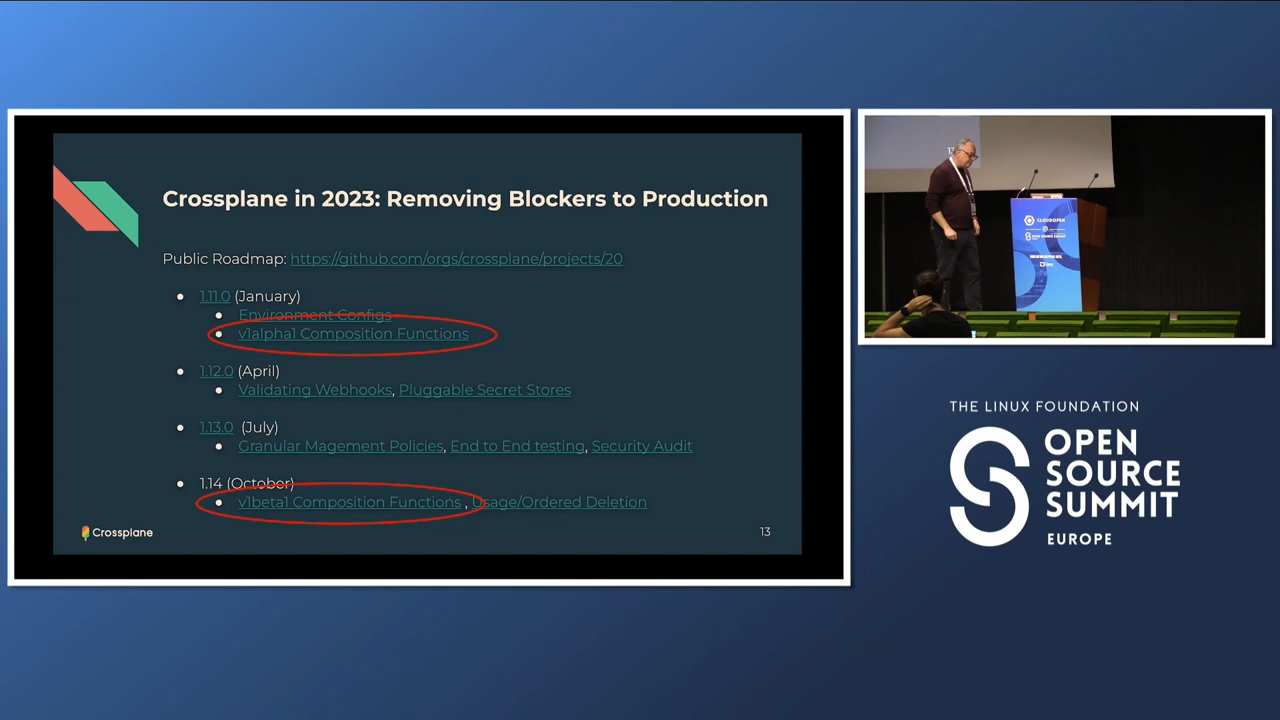 Crossplane in 2023: Removing Blockers to Production
Public Roadmap: https://github.com/orgs/crossplane/projects/20
1.11.0 (January)
Environment Configs
v1alpha1 Composition Functions
1.12.0 (April)
Validating Webhooks, Pluggable Secret Stores
1.13.0 (July)
Granular Magement Policies, End to End testing, Security Audit
1.14 (October)
v1beta1 Composition Functions , Usage/Ordered Deletion
Crossplane
13
CLOUDOPEN
THE LINUX FOUNDATION
OPEN
SOURCE
SUMMIT
EUROPE